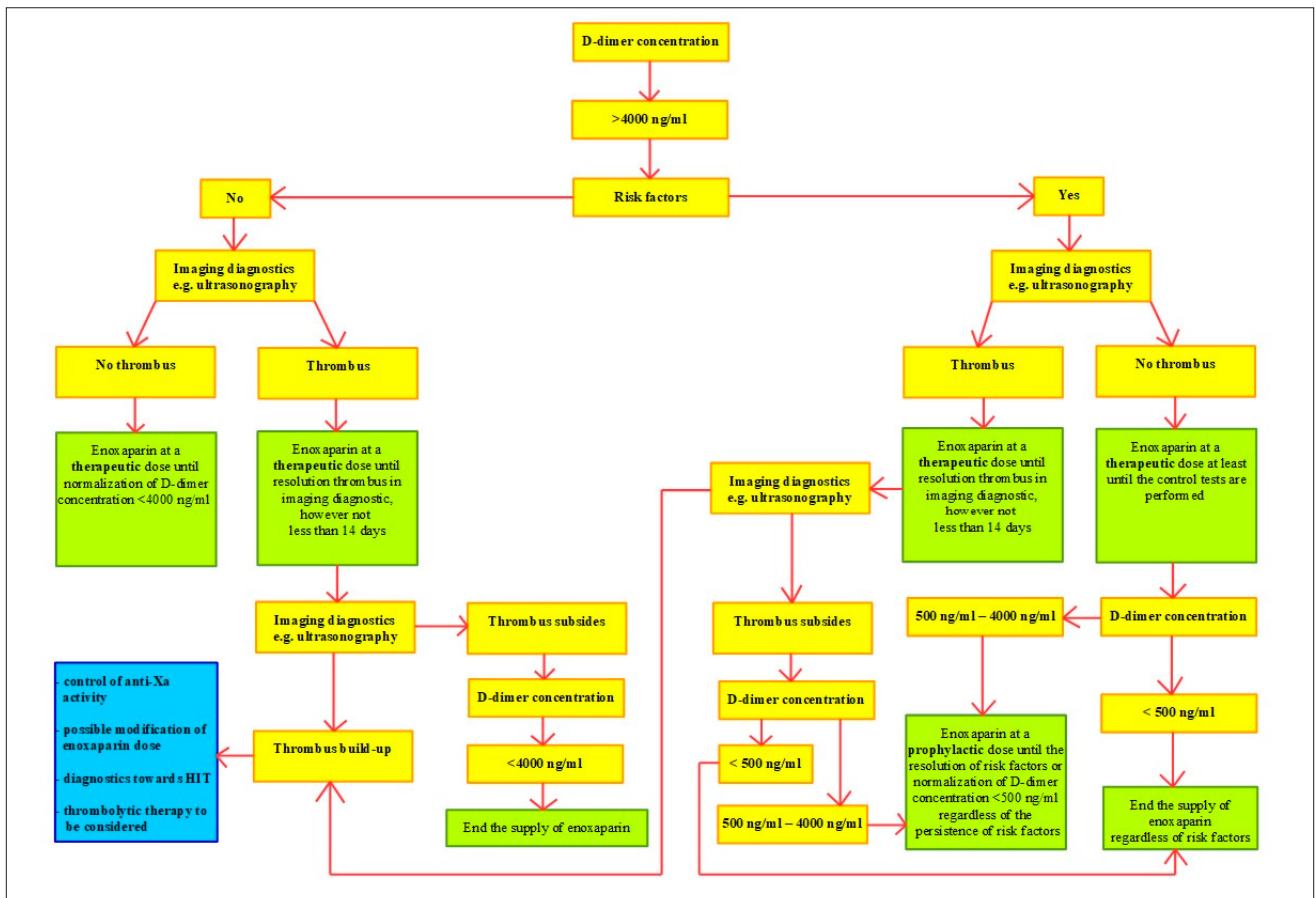 D-dimer concentration
>4000 ng/ml
Risk factors
No
Yes
Imaging diagnostics
e.g. ultrasonography
Imaging diagnostics
e.g. ultrasonography
No thrombus
Thrombus
Thrombus
No thrombus
Enoxaparin at a
therapeutic dose until
normalization of D-dimer
concentration <4000 ng/ml
Enoxaparin at a
therapeutic dose until
resolution thrombus in
imaging diagnostic,
however not
less than 14 days
Imaging diagnostics
e.g. ultrasonography
Enoxaparin at a
therapeutic dose until
resolution thrombus in
imaging diagnostic,
however not
less than 14 days
Enoxaparin at a
therapeutic dose at least
until the control tests are
performed
Imaging diagnostics
e.g. ultrasonography
Thrombus subsides
Thrombus subsides
500 ng/ml – 4000 ng/ml
D-dimer concentration
- control of anti-Xa
activity
- possible modification of
enoxaparin dose
- diagnostics towards HIT
- thrombolytic therapy to
be considered
Thrombus build-up
D-dimer concentration
<4000 ng/ml
End the supply of enoxaparin
D-dimer concentration
< 500 ng/ml
500 ng/ml – 4000 ng/ml
Enoxaparin at a
prophylactic dose until the
resolution of risk factors or
normalization of D-dimer
concentration <500 ng/ml
regardless of the
persistence of risk factors
< 500 ng/ml
End the supply of
enoxaparin
regardless of risk factors